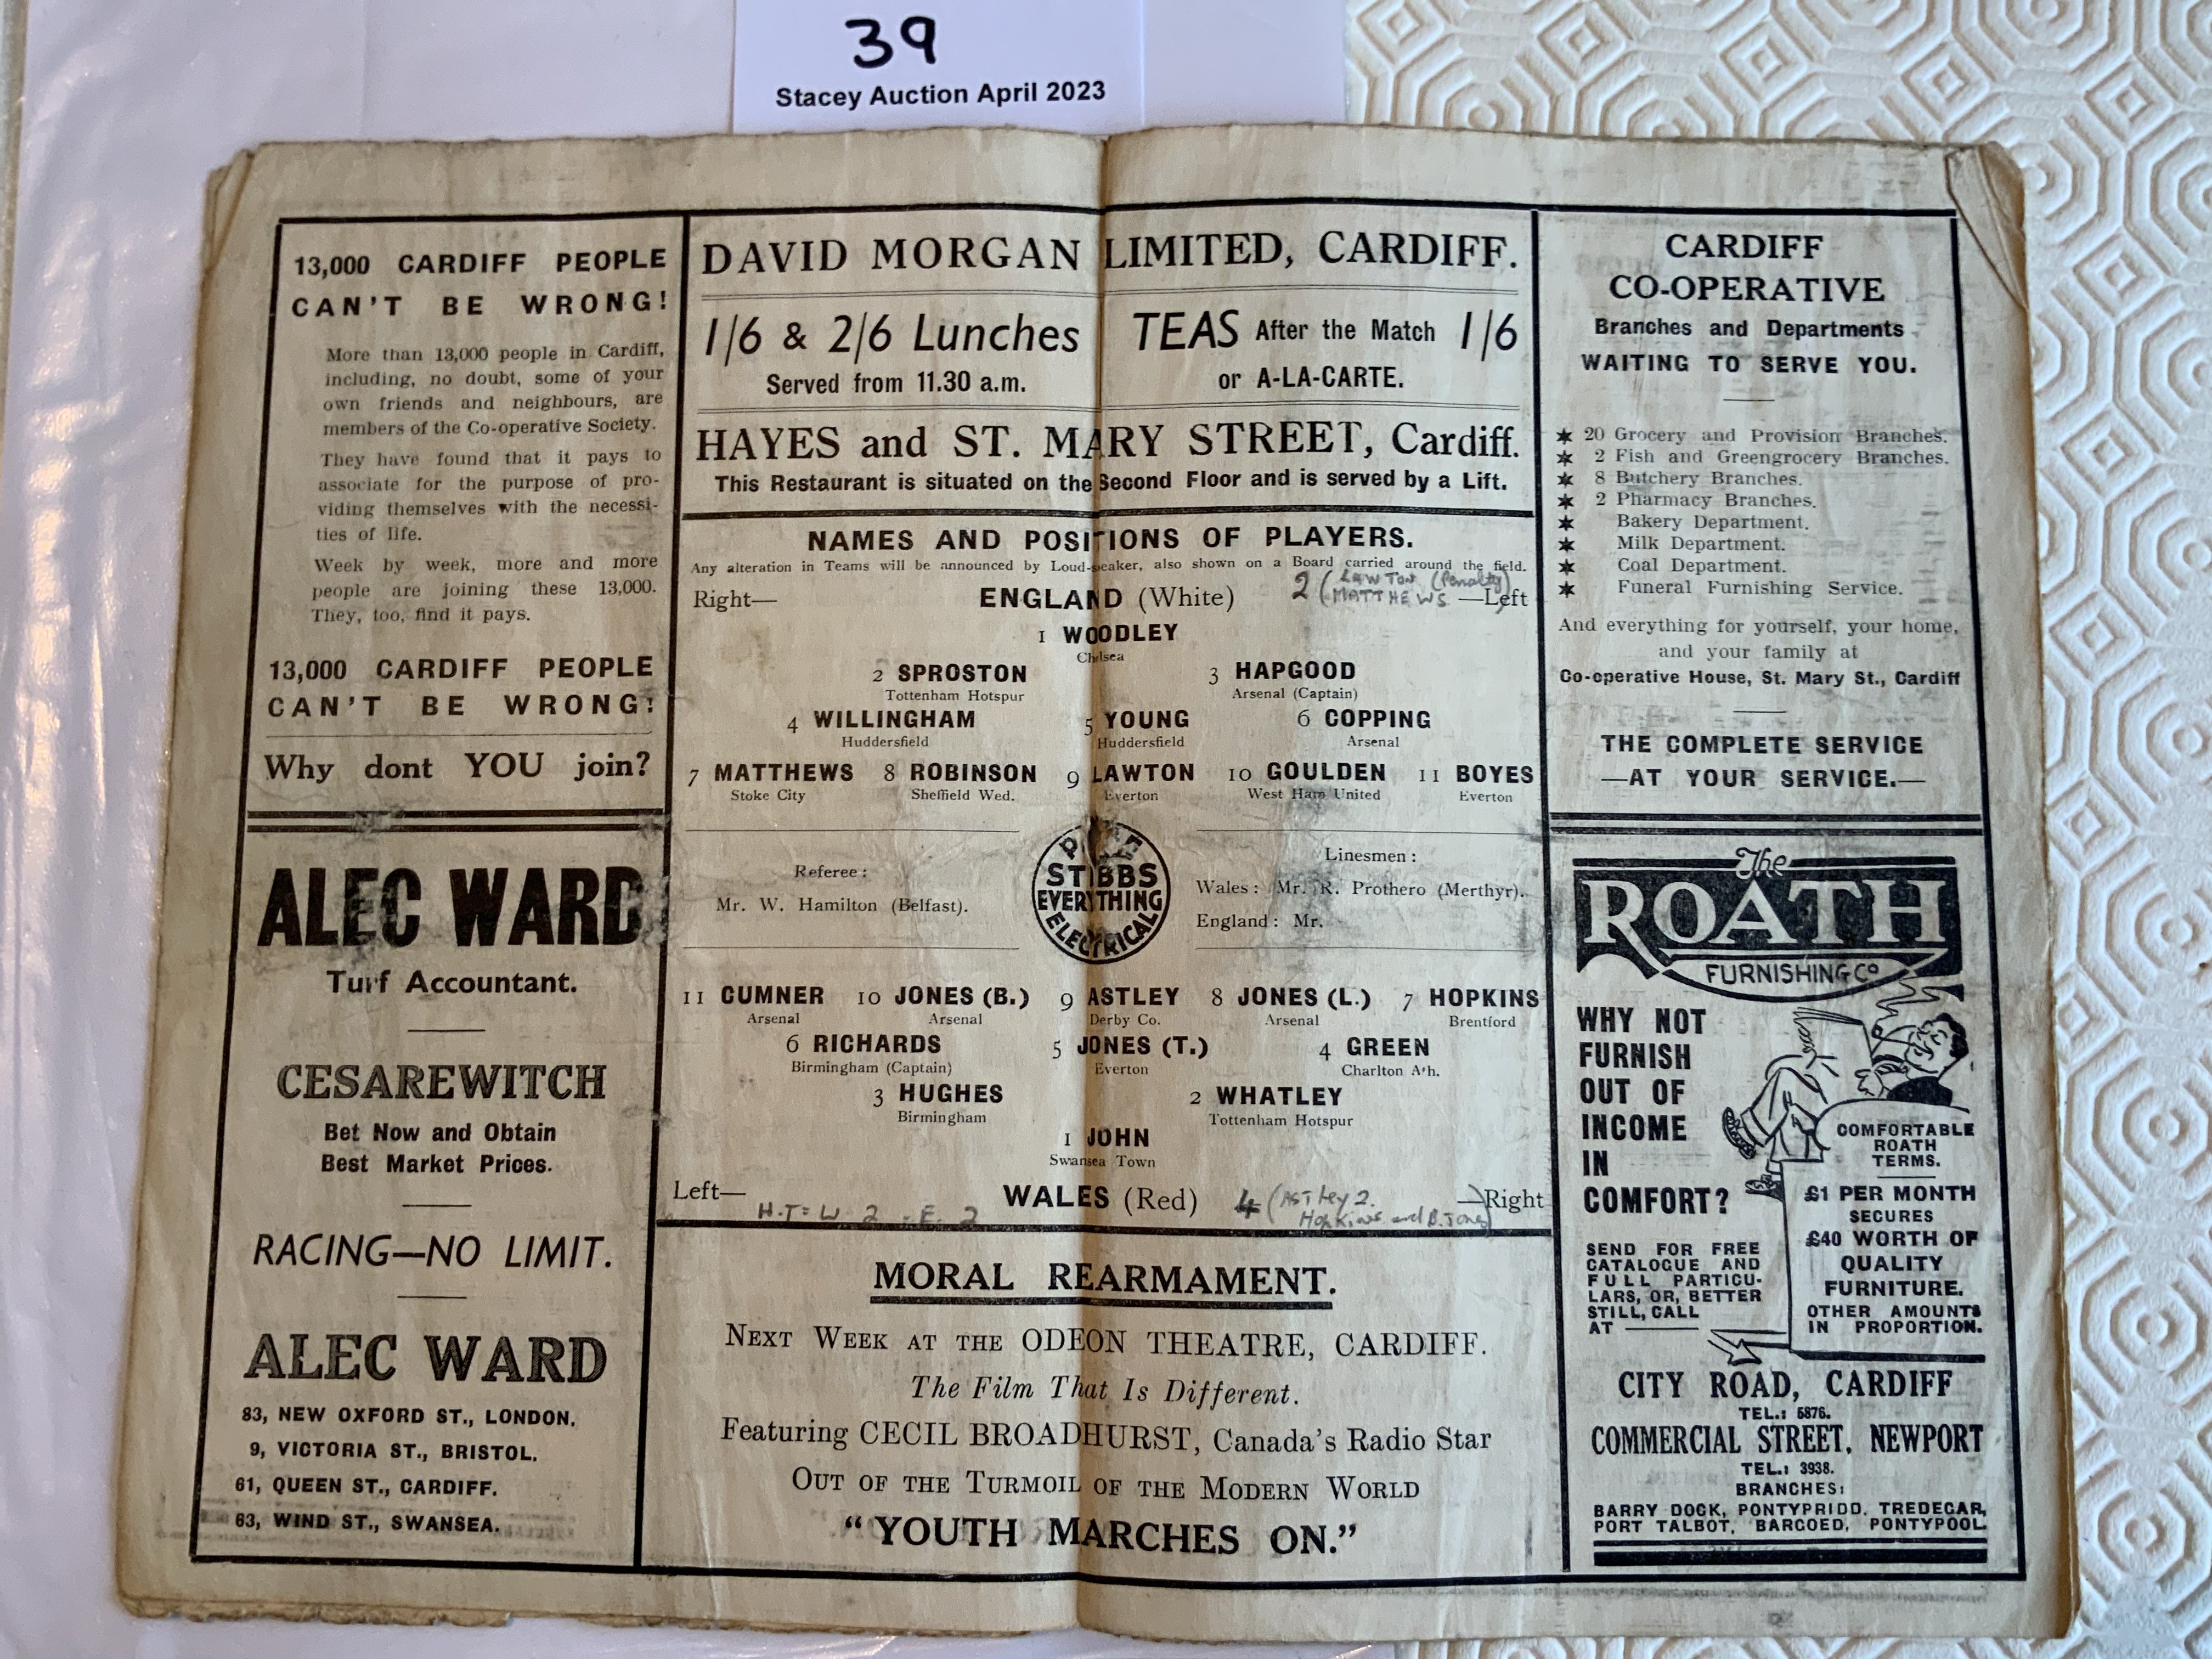 39
Stacey Auction April 2023
13,000 CARDIFF PEOPLE
CAN'T BE WRONG!
More than 13,000 people in Cardiff,
including, no doubt, some of your
own friends and neighbours, are
members of the Co-operative Society.
They have found that it pays to
associate for the purpose of pro-
viding themselves with the necessi-
ties of life.
Week by week, more and more
people are joining these 13,000.
They, too, find it pays.
13,000 CARDIFF PEOPLE
CAN'T BE WRONG!
Why dont YOU join?
ALEC WARD
Turf Accountant.
CESAREWITCH
Bet Now and Obtain
Best Market Prices.
RACING—NO LIMIT.
ALEC WARD
83, NEW OXFORD ST., LONDON.
9, VICTORIA ST., BRISTOL.
61, QUEEN ST., CARDIFF.
63, WIND ST., SWANSEA.
DAVID MORGAN LIMITED, CARDIFF.
1/6 & 2/6 Lunches
Served from 11.30 a.m.
TEAS After the Match 1/6
or A-LA-CARTE.
HAYES and ST. MARY STREET, Cardiff.
This Restaurant is situated on the Second Floor and is served by a Lift.
NAMES AND POSITIONS OF PLAYERS.
Any alteration in Teams will be announced by Loud-speaker, also shown on a Board carried around the field.
Right— ENGLAND (White) 2 (LAWTON (Penalty) MATTHEWS) —Left
1 WOODLEY
Chelsea
2 SPROSTON 3 HAPGOOD
Tottenham Hotspur Arsenal (Captain)
4 WILLINGHAM 5 YOUNG 6 COPPING
Huddersfield Huddersfield Arsenal
7 MATTHEWS 8 ROBINSON 9 LAWTON 10 GOULDEN 11 BOYES
Stoke City Sheffield Wed. Everton West Ham United Everton
Referee:
Mr. W. Hamilton (Belfast).
STIBBS
EVERYTHING
ELECTRICAL
Linesmen:
Wales: Mr. R. Prothero (Merthyr).
England: Mr.
11 CUMNER 10 JONES (B.) 9 ASTLEY 8 JONES (L.) 7 HOPKINS
Arsenal Arsenal Derby Co. Arsenal Brentford
6 RICHARDS 5 JONES (T.) 4 GREEN
Birmingham (Captain) Everton Charlton Ath.
3 HUGHES 2 WHATLEY
Birmingham Tottenham Hotspur
1 JOHN
Swansea Town
Left— WALES (Red) 4 (Astley 2. —Right
H.T = W 2 . E. 2 Hopkins and B. Jones)
MORAL REARMAMENT.
NEXT WEEK AT THE ODEON THEATRE, CARDIFF.
The Film That Is Different.
Featuring CECIL BROADHURST, Canada's Radio Star
OUT OF THE TURMOIL OF THE MODERN WORLD
"YOUTH MARCHES ON."
CARDIFF
CO-OPERATIVE
Branches and Departments
WAITING TO SERVE YOU.
★ 20 Grocery and Provision Branches.
★ 2 Fish and Greengrocery Branches.
★ 8 Butchery Branches.
★ 2 Pharmacy Branches.
★ Bakery Department.
★ Milk Department.
★ Coal Department.
★ Funeral Furnishing Service.
And everything for yourself, your home,
and your family at
Co-operative House, St. Mary St., Cardiff
THE COMPLETE SERVICE
—AT YOUR SERVICE.—
The
ROATH
FURNISHING CO
WHY NOT
FURNISH
OUT OF
INCOME
IN
COMFORT?
SEND FOR FREE
CATALOGUE AND
FULL PARTICU-
LARS, OR, BETTER
STILL, CALL
AT
COMFORTABLE
ROATH
TERMS.
£1 PER MONTH
SECURES
£40 WORTH OF
QUALITY
FURNITURE.
OTHER AMOUNTS
IN PROPORTION.
CITY ROAD, CARDIFF
TEL.: 5876.
COMMERCIAL STREET, NEWPORT
TEL.: 3938.
BRANCHES:
BARRY DOCK, PONTYPRIDD, TREDEGAR,
PORT TALBOT, BARGOED, PONTYPOOL.